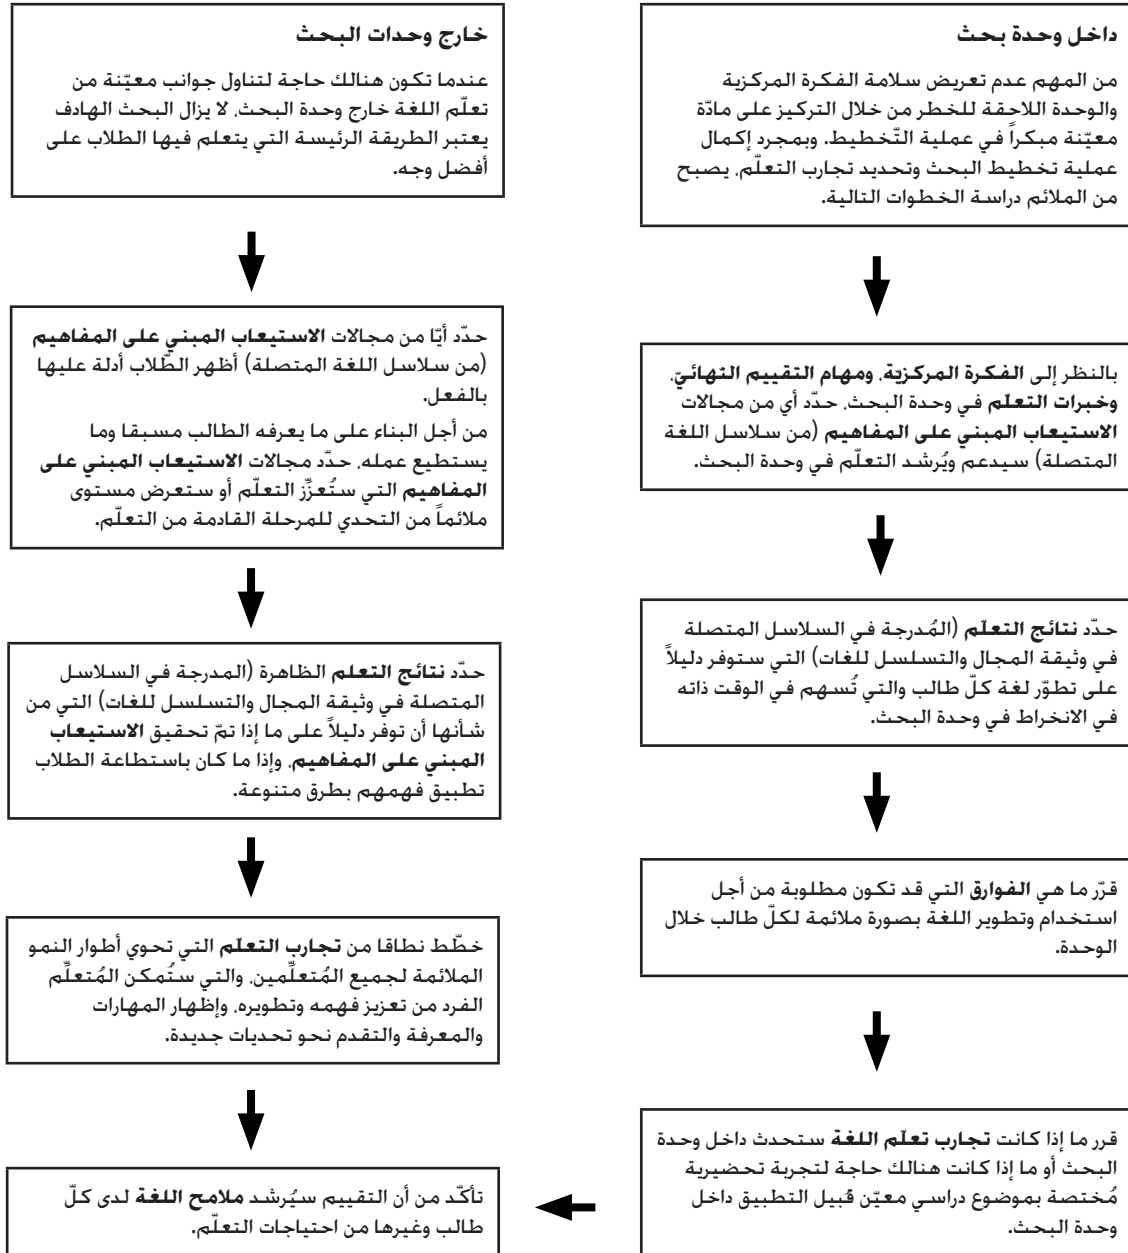 داخل وحدة بحث
من المهم عدم تعريض سلامة الفكرة المركزية
والوحدة اللاحقة للخطر من خلال التركيز على مادّة
معيّنة مبكراً في عملية التّخطيط. وبمجرد إكمال
عملية تخطيط البحث وتحديد تجارب التعلّم، يصبح
من الملائم دراسة الخطوات التالية.
بالنظر إلى الفكرة المركزيّة، ومهام التقييم النهائيّ،
وخبرات التعلّم في وحدة البحث، حدّد أي من مجالات
الاستيعاب المبني على المفاهيم (من سلاسل اللغة
المتصلة) سيدعم ويُرشد التعلّم في وحدة البحث.
حدّد نتائج التعلّم (المُدرجة في السلاسل المتصلة
في وثيقة المجال والتسلسل للغات) التي ستوفر دليلاً
على تطوّر لغة كلّ طالب والتي تُسهم في الوقت ذاته
في الانخراط في وحدة البحث.
قرّر ما هي الفوارق التي قد تكون مطلوبة من أجل
استخدام وتطوير اللغة بصورة ملائمة لكلّ طالب خلال
الوحدة.
قرر ما إذا كانت تجارب تعلّم اللغة ستحدث داخل وحدة
البحث أو ما إذا كانت هنالك حاجة لتجربة تحضيرية
مُختصة بموضوع دراسي معيّن قُبيل التطبيق داخل
وحدة البحث.
خارج وحدات البحث
عندما تكون هنالك حاجة لتناول جوانب معيّنة من
تعلّم اللغة خارج وحدة البحث، لا يزال البحث الهادف
يعتبر الطريقة الرئيسة التي يتعلم فيها الطلاب على
أفضل وجه.
حدّد أيّا من مجالات الاستيعاب المبني على المفاهيم
(من سلاسل اللغة المتصلة) أظهر الطّلاب أدلة عليها
بالفعل.
من أجل البناء على ما يعرفه الطالب مسبقا وما
يستطيع عمله، حدّد مجالات الاستيعاب المبني على
المفاهيم التي ستُعزِّز التعلّم أو ستعرض مستوى
ملائماً من التحدي للمرحلة القادمة من التعلّم.
حدّد نتائج التعلم الظاهرة (المدرجة في السلاسل
المتصلة في وثيقة المجال والتسلسل للغات) التي من
شأنها أن توفر دليلاً على ما إذا تمّ تحقيق الاستيعاب
المبني على المفاهيم، وإذا ما كان باستطاعة الطلاب
تطبيق فهمهم بطرق متنوعة.
خطّط نطاقا من تجارب التعلّم التي تحوي أطوار النمو
الملائمة لجميع المُتعلِّمين، والتي ستُمكن المُتعلِّم
الفرد من تعزيز فهمه وتطويره، وإظهار المهارات
والمعرفة والتقدم نحو تحديات جديدة.
تأكّد من أن التقييم سيُرشد ملامح اللغة لدى كلّ
طالب وغيرها من احتياجات التعلّم.